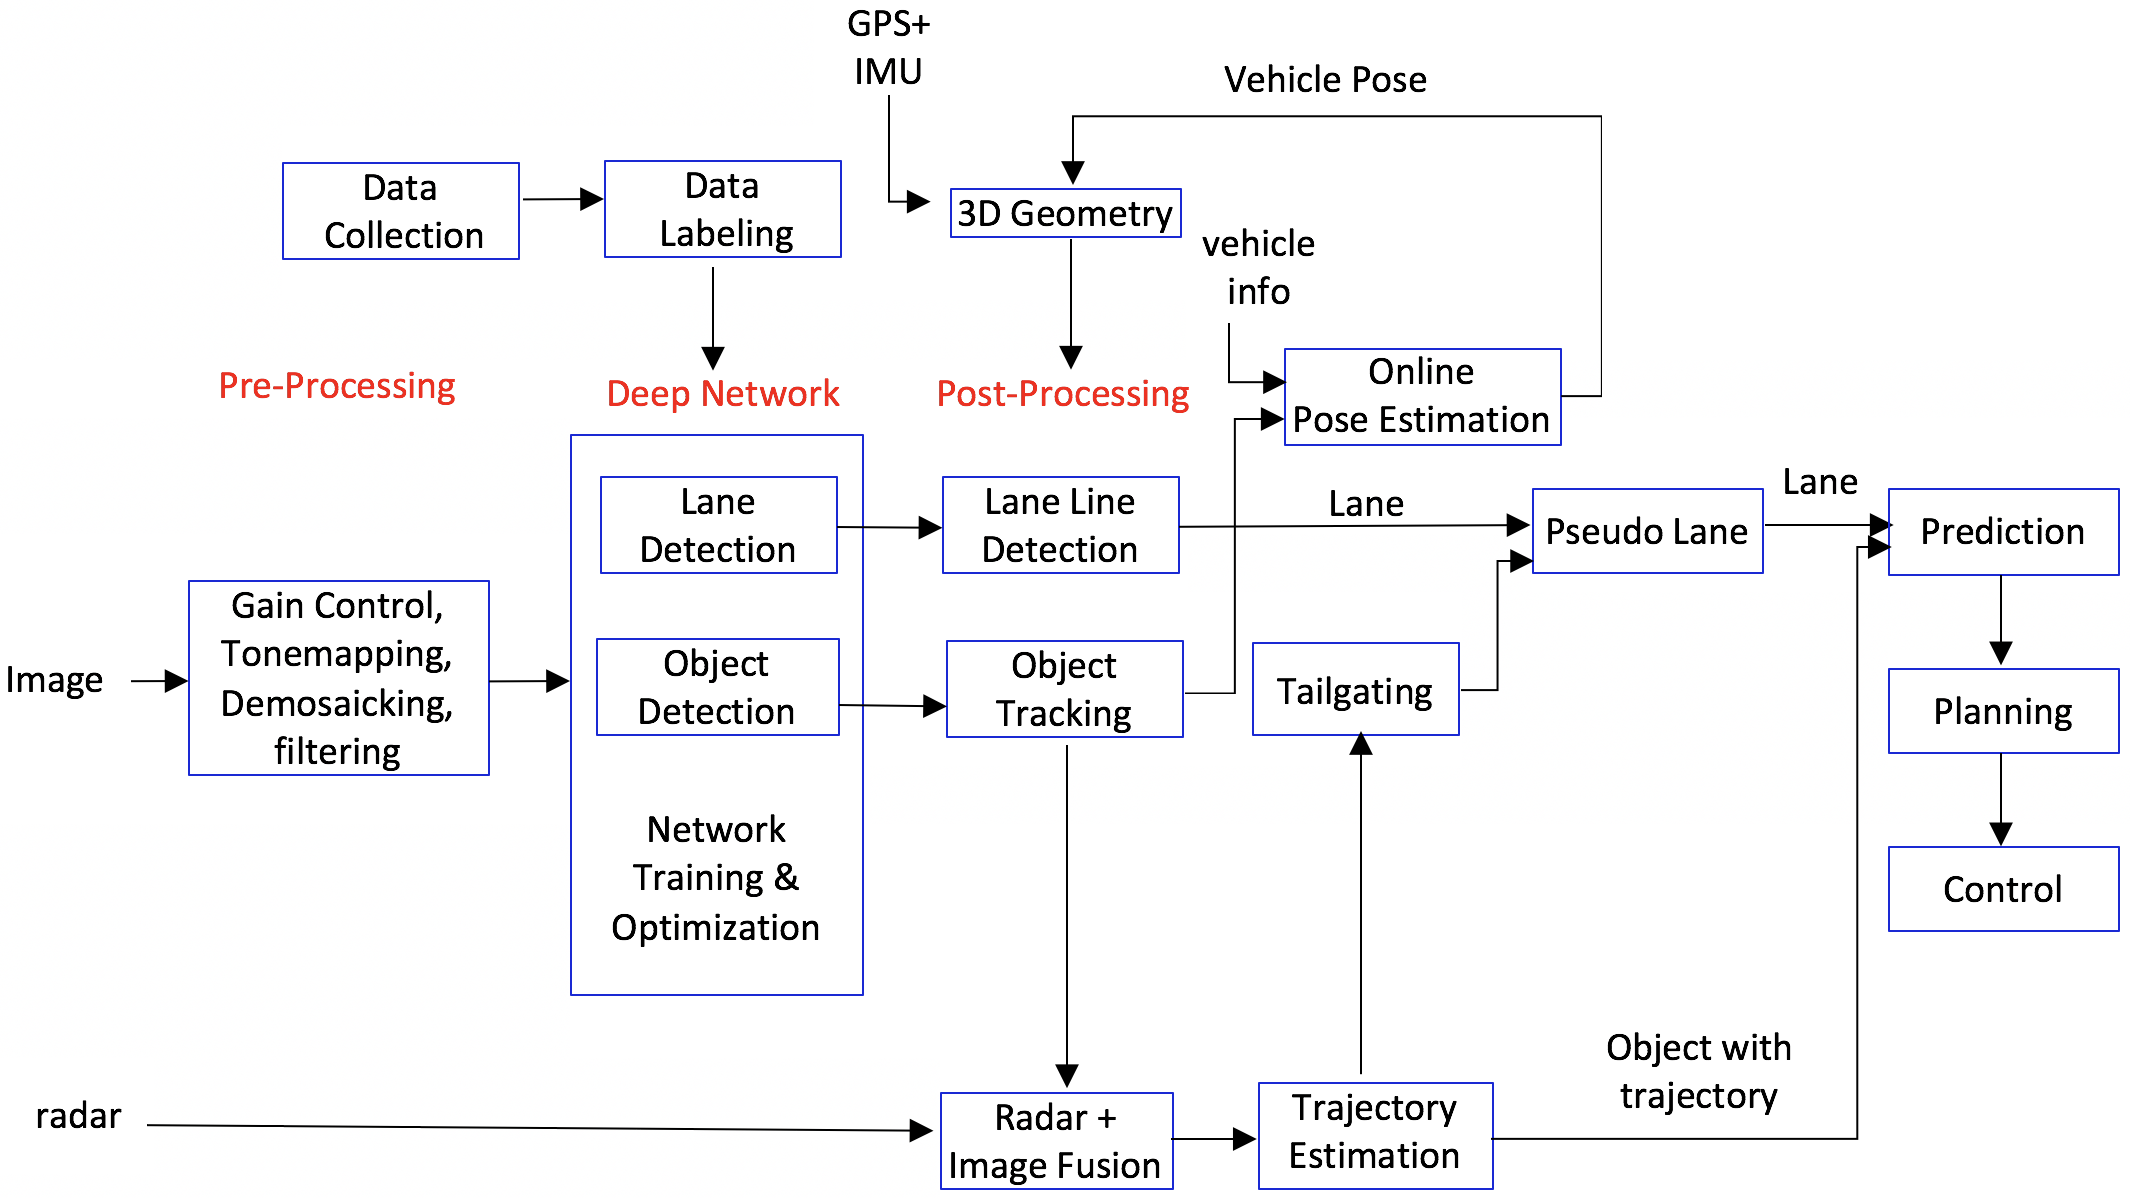 GPS+
IMU
Vehicle Pose
Data
Collection
Data
Labeling
3D Geometry
vehicle
info
Pre-Processing
Deep Network
Post-Processing
Online
Pose Estimation
Lane
Detection
Lane Line
Detection
Lane
Pseudo Lane
Lane
Prediction
Image
Gain Control,
Tonemapping,
Demosaicking,
filtering
Object
Detection
Object
Tracking
Tailgating
Planning
Network
Training &
Optimization
Control
radar
Radar +
Image Fusion
Trajectory
Estimation
Object with
trajectory